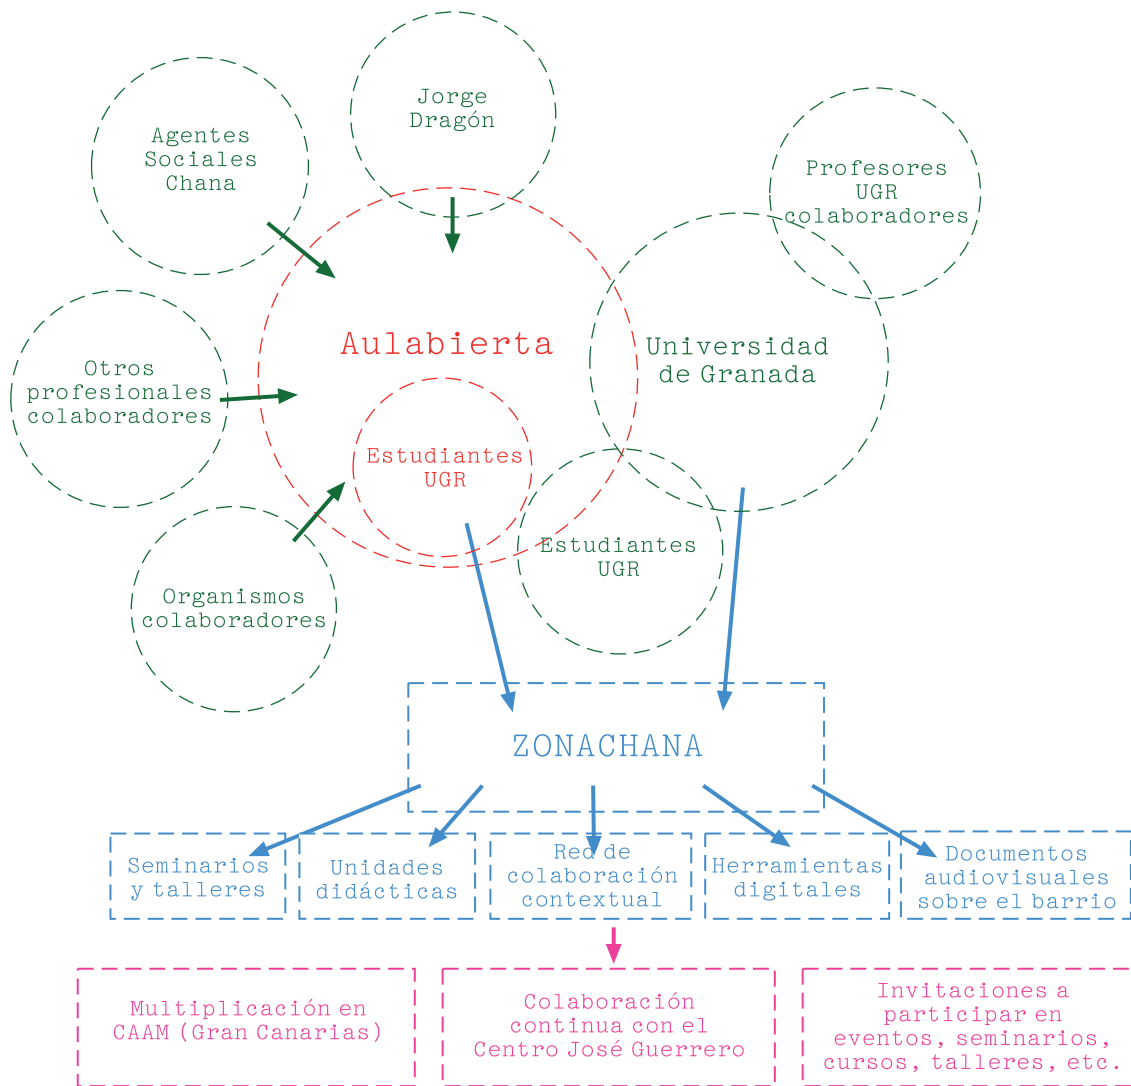 Jorge
Dragón
Agentes
Sociales
Chana
Profesores
UGR
colaboradores
Aulabierta
Universidad
de Granada
Otros
profesionales
colaboradores
Estudiantes
UGR
Estudiantes
UGR
Organismos
colaboradores
ZONACHANA
Seminarios
y talleres
Unidades
didácticas
Red de
colaboración
contextual
Herramientas
digitales
Documentos
audiovisuales
sobre el barrio
Multiplicación en
CAAM (Gran Canarias)
Colaboración
continua con el
Centro José Guerrero
Invitaciones a
participar en
eventos, seminarios,
cursos, talleres, etc.